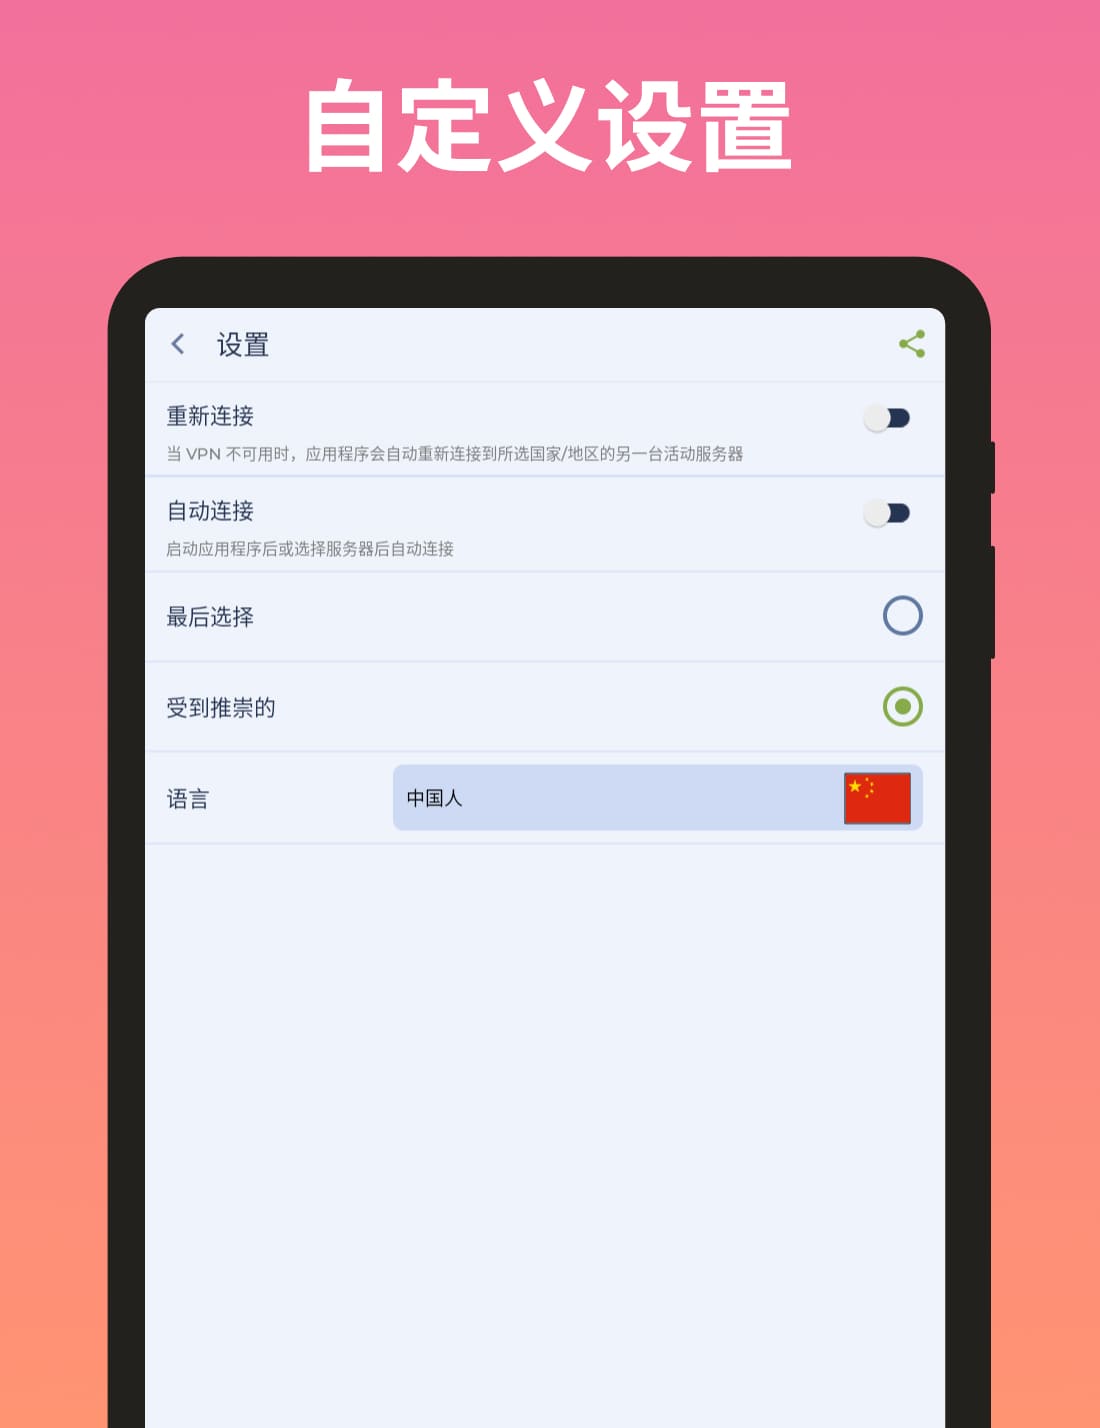 自定义设置
设置
重新连接
当 VPN 不可用时，应用程序会自动重新连接到所选国家/地区的另一台活动服务器
自动连接
启动应用程序后或选择服务器后自动连接
最后选择
受到推崇的
语言
中国人